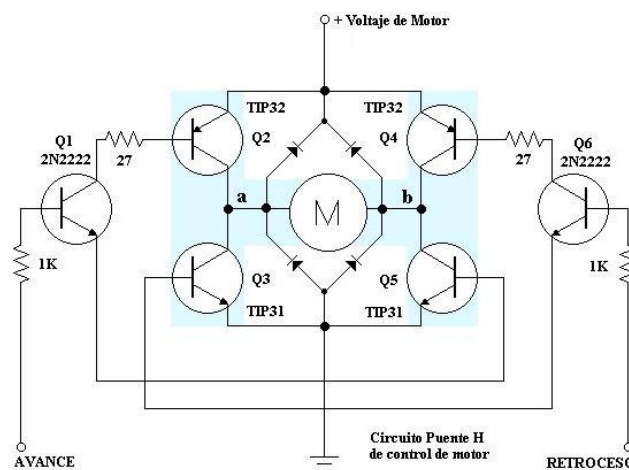 + Voltaje de Motor
TIP32
TIP32
Q1
2N2222
27
Q2
Q4
27
Q6
2N2222
a
M
b
1K
Q3
Q5
1K
TIP31
TIP31
Circuito Puente H
de control de motor
AVANCE
RETROCESO